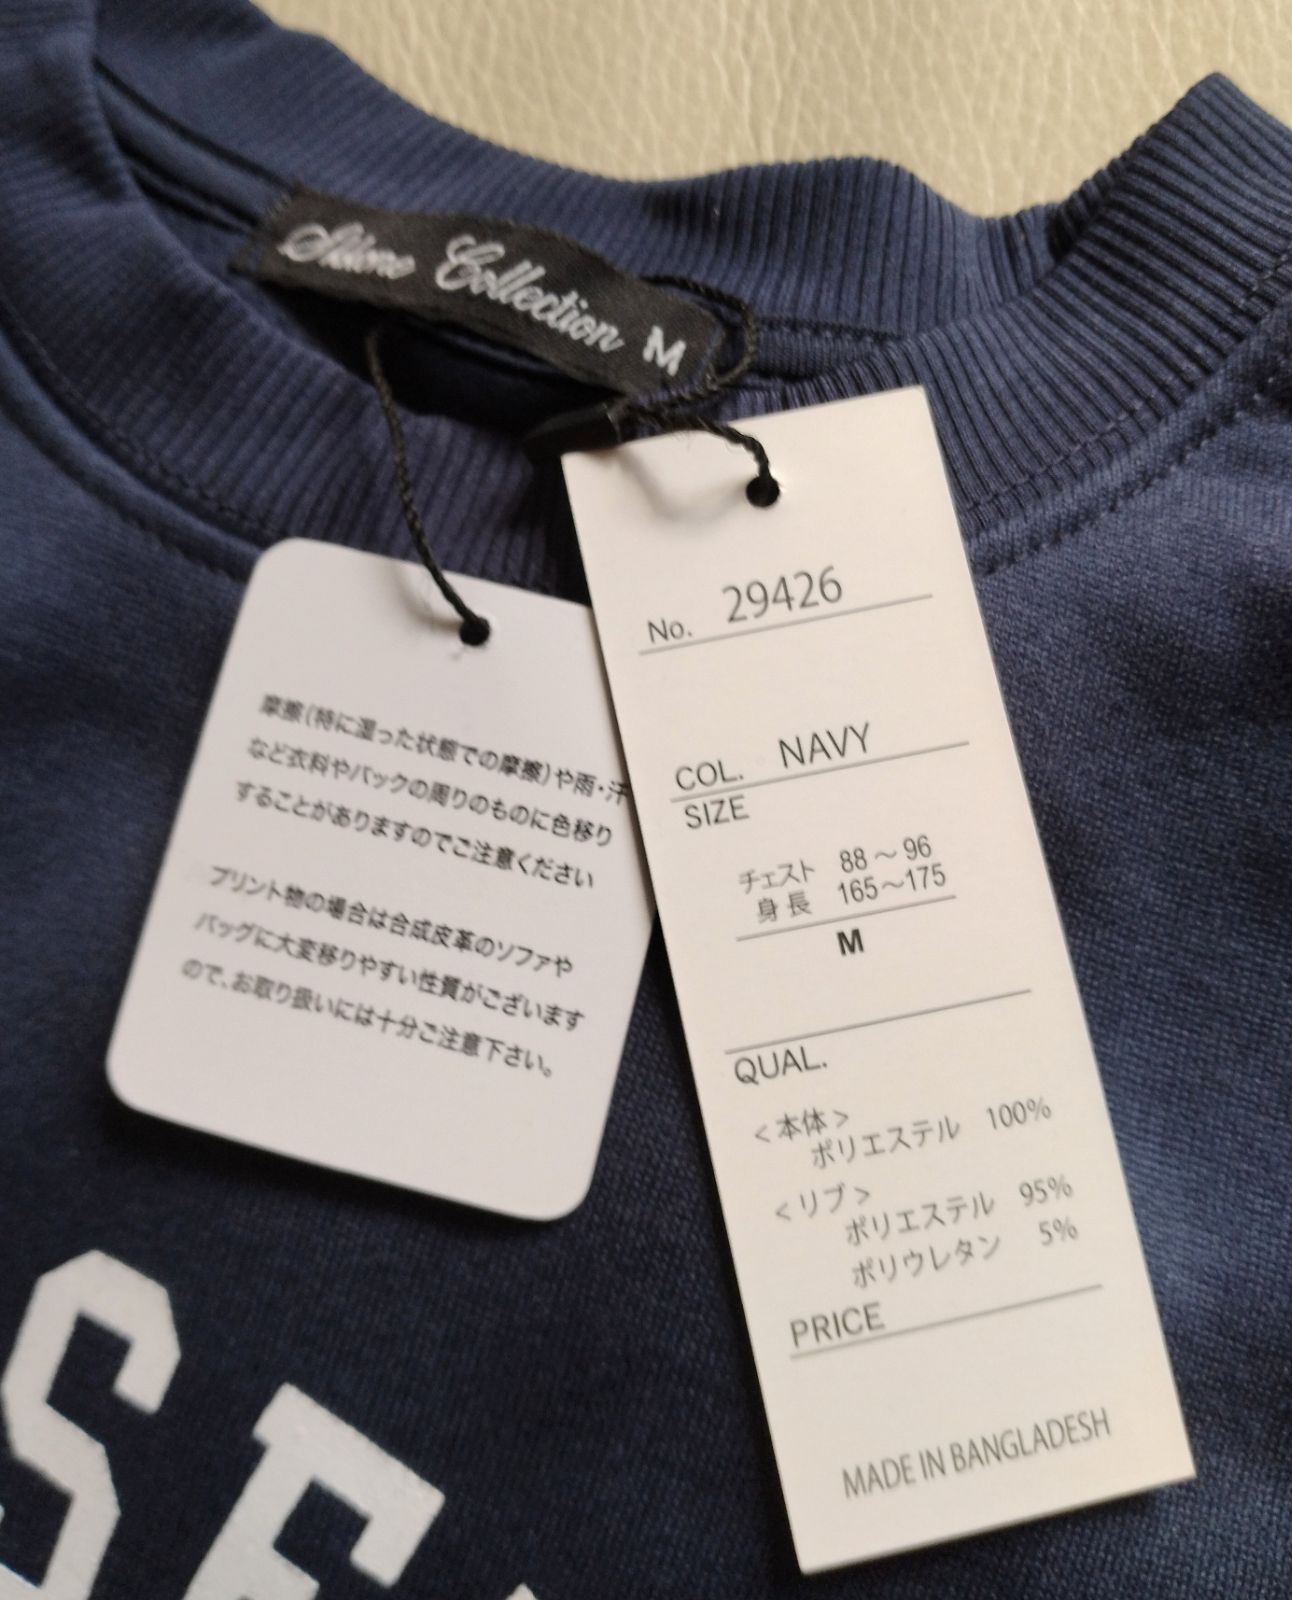 Collection M
摩擦(特に湿った状態での摩擦)や雨・汗
など衣料やバックの周りのものに色移り
することがありますのでご注意ください
プリント物の場合は合成皮革のソファや
バッグに大変移りやすい性質がございます
ので、お取り扱いには十分ご注意下さい。
No. 29426
COL. NAVY
SIZE
チェスト 88～96
身長 165～175
M
QUAL.
<本体>
ポリエステル 100%
<リブ>
ポリエステル 95%
ポリウレタン 5%
PRICE
MADE IN BANGLADESH
SE